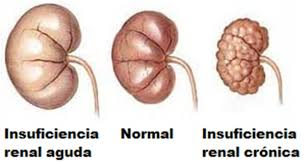 Insuficiencia
renal aguda
Normal
Insuficiencia
renal crónica